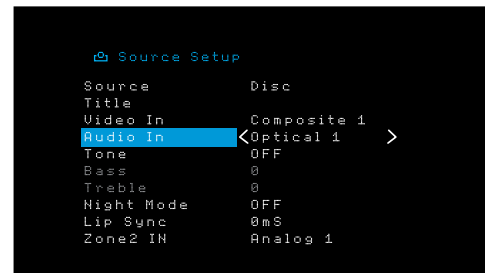 Source Setup
Source Disc
Title
Video In Composite 1
Audio In <Optical 1 >
Tone OFF
Bass 0
Treble 0
Night Mode OFF
Lip Sync 0mS
Zone2 IN Analog 1